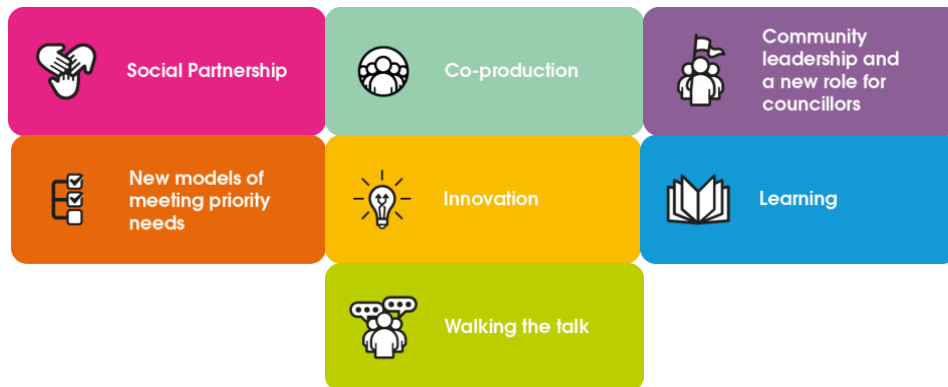 Social Partnership
Co-production
Community
leadership and
a new role for
councillors
New models of
meeting priority
needs
Innovation
Learning
Walking the talk